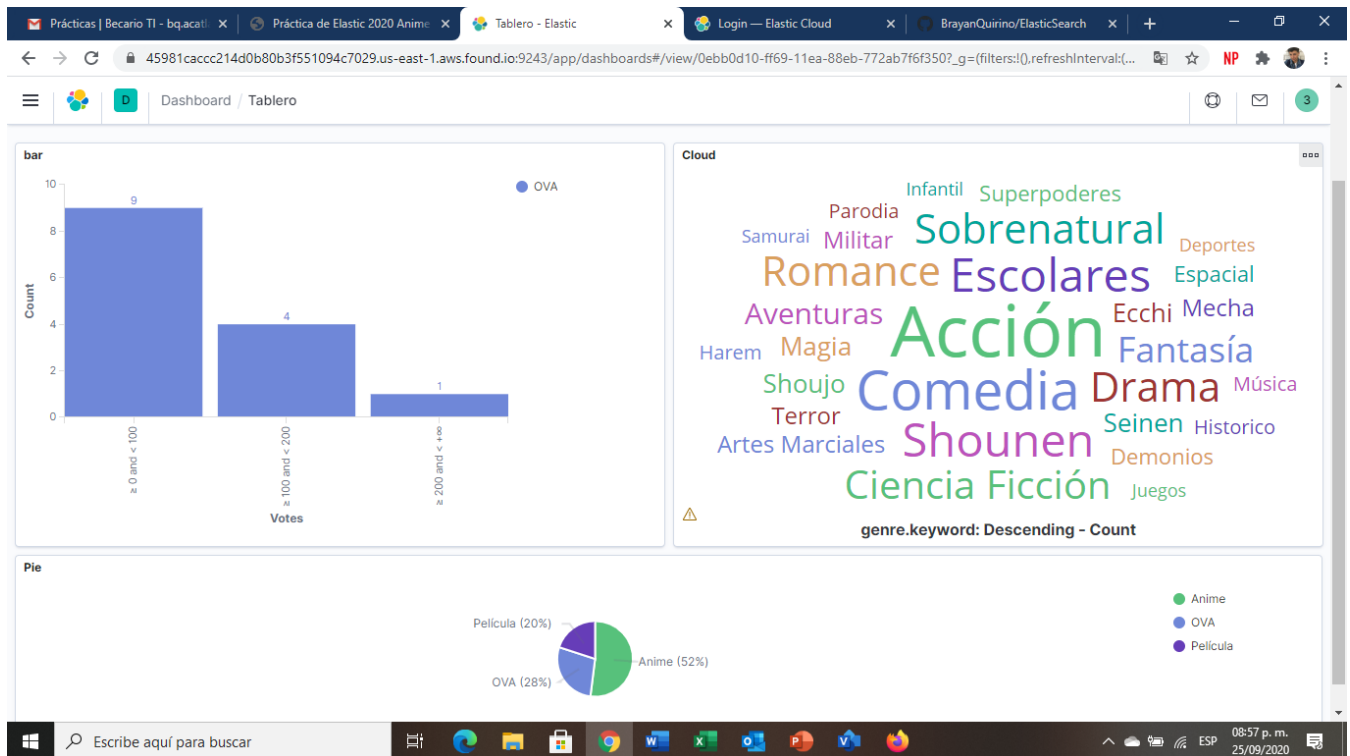 Prácticas | Becario TI - bq.acatl
Práctica de Elastic 2020 Anime
Tablero - Elastic
Login — Elastic Cloud
BrayanQuirino/ElasticSearch
45981caccc214d0b80b3f551094c7029.us-east-1.aws.found.io:9243/app/dashboards#/view/0ebb0d10-ff69-11ea-88eb-772ab7f6f350?_g=(filters:!(),refreshInterval:(...
NP
D
Dashboard / Tablero
3
bar
10
8
6
4
2
0
Count
9
4
1
OVA
≥ 0 and < 100
≥ 100 and < 200
≥ 200 and < +∞
Votes
Cloud
Infantil Superpoderes
Parodia
Samurai Militar Sobrenatural Deportes
Romance Escolares Espacial
Aventuras Acción Ecchi Mecha
Harem Magia Fantasía
Shoujo Comedia Drama Música
Terror Seinen Historico
Artes Marciales Shounen Demonios
Ciencia Ficción Juegos
genre.keyword: Descending - Count
Pie
Película (20%)
OVA (28%)
Anime (52%)
Anime
OVA
Película
Escribe aquí para buscar
ESP
08:57 p. m.
25/09/2020